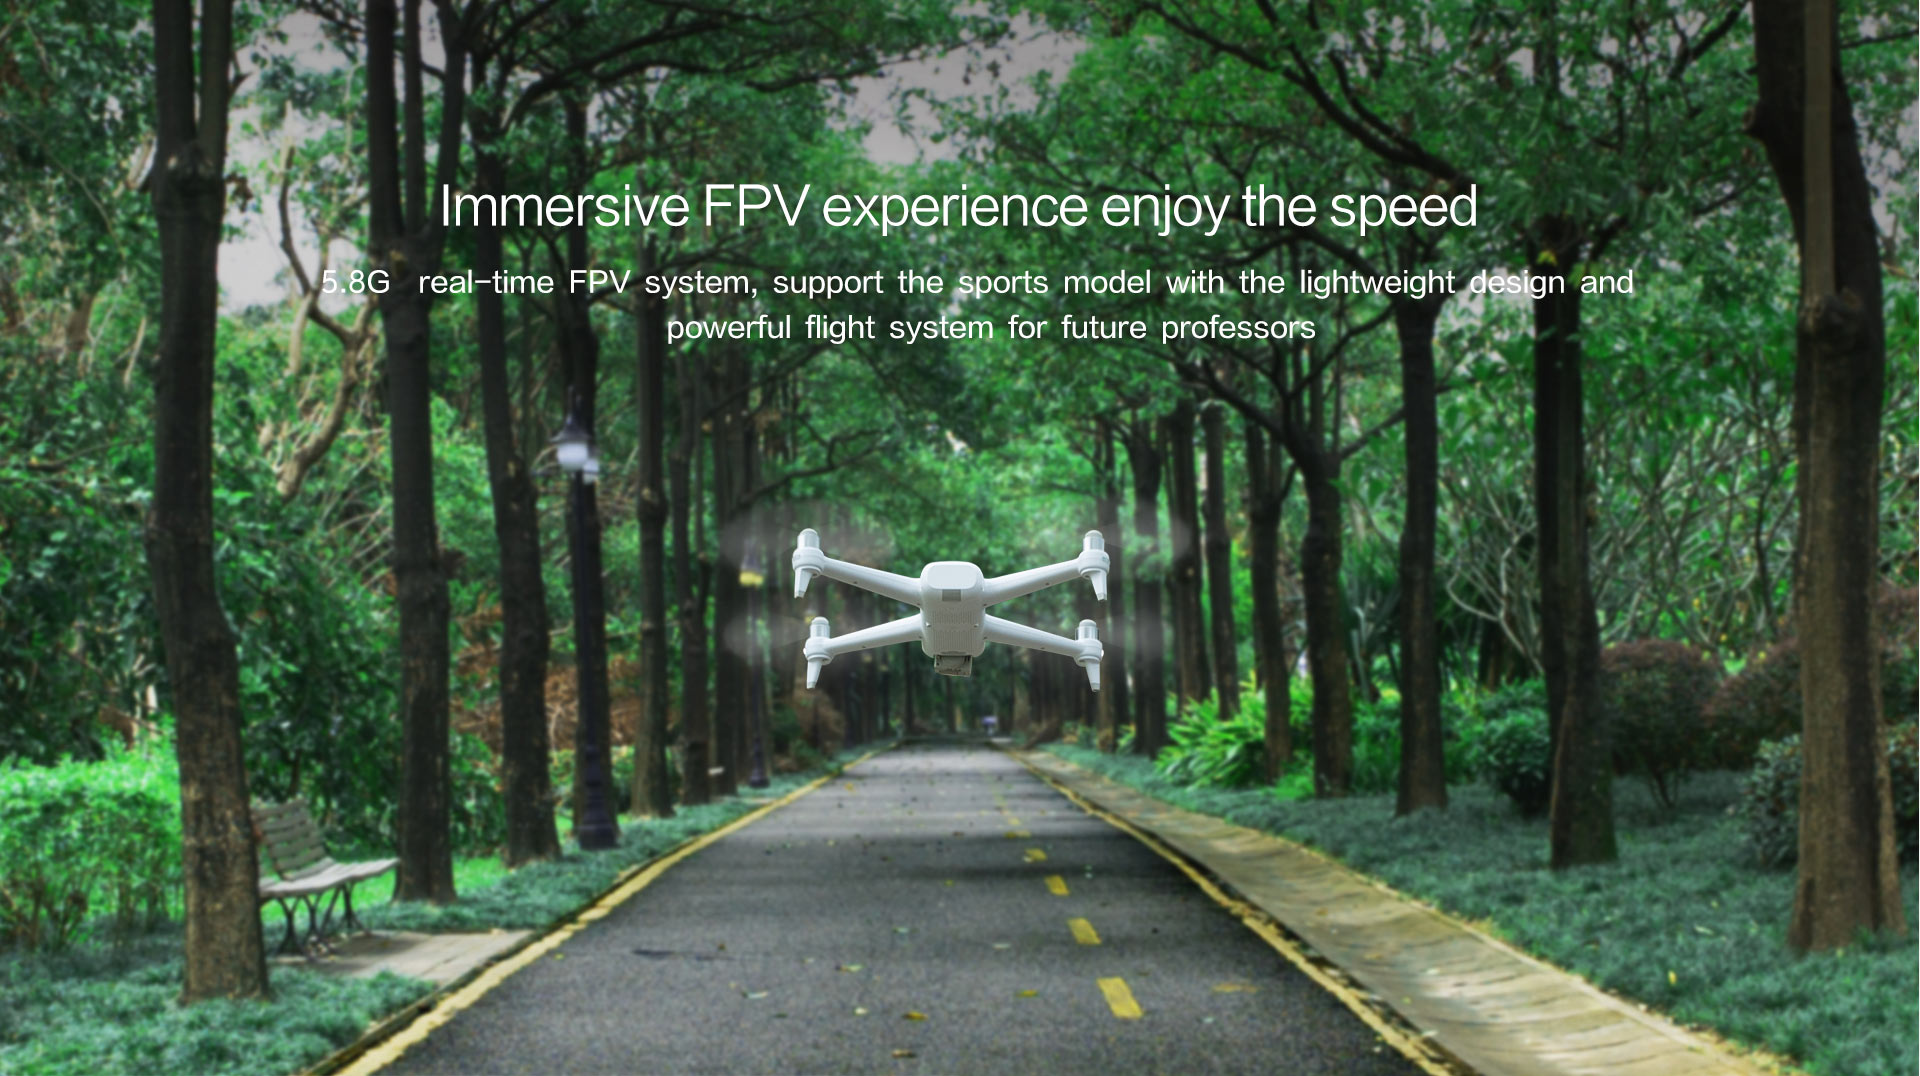 Immersive FPV experience enjoy the speed
5.8G real-time FPV system, support the sports model with the lightweight design and
powerful flight system for future professors